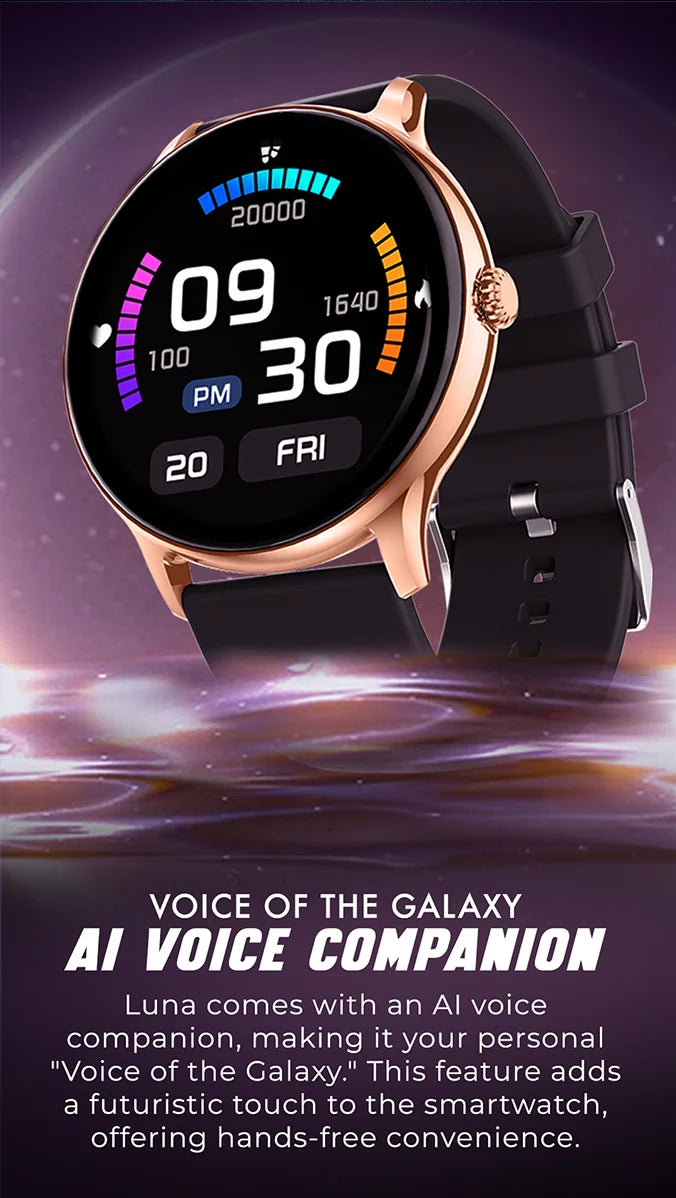 20000
09
1640
100
PM
30
20
FRI
VOICE OF THE GALAXY
AI VOICE COMPANION
Luna comes with an AI voice
companion, making it your personal
"Voice of the Galaxy." This feature adds
a futuristic touch to the smartwatch,
offering hands-free convenience.